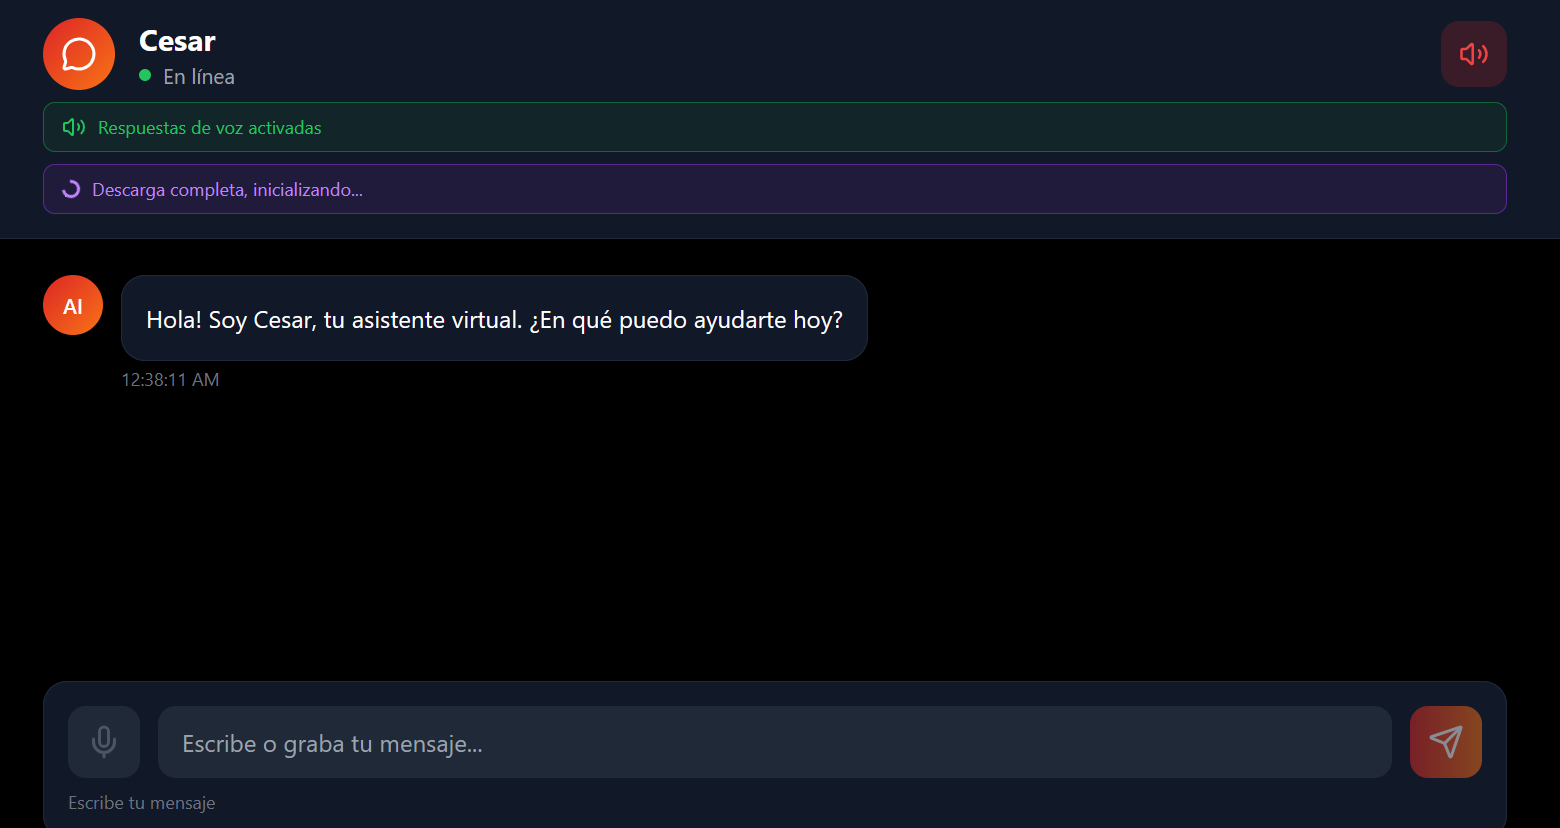 Cesar
En línea
Respuestas de voz activadas
Descarga completa, inicializando...
AI
Hola! Soy Cesar, tu asistente virtual. ¿En qué puedo ayudarte hoy?
12:38:11 AM
Escribe o graba tu mensaje...
Escribe tu mensaje